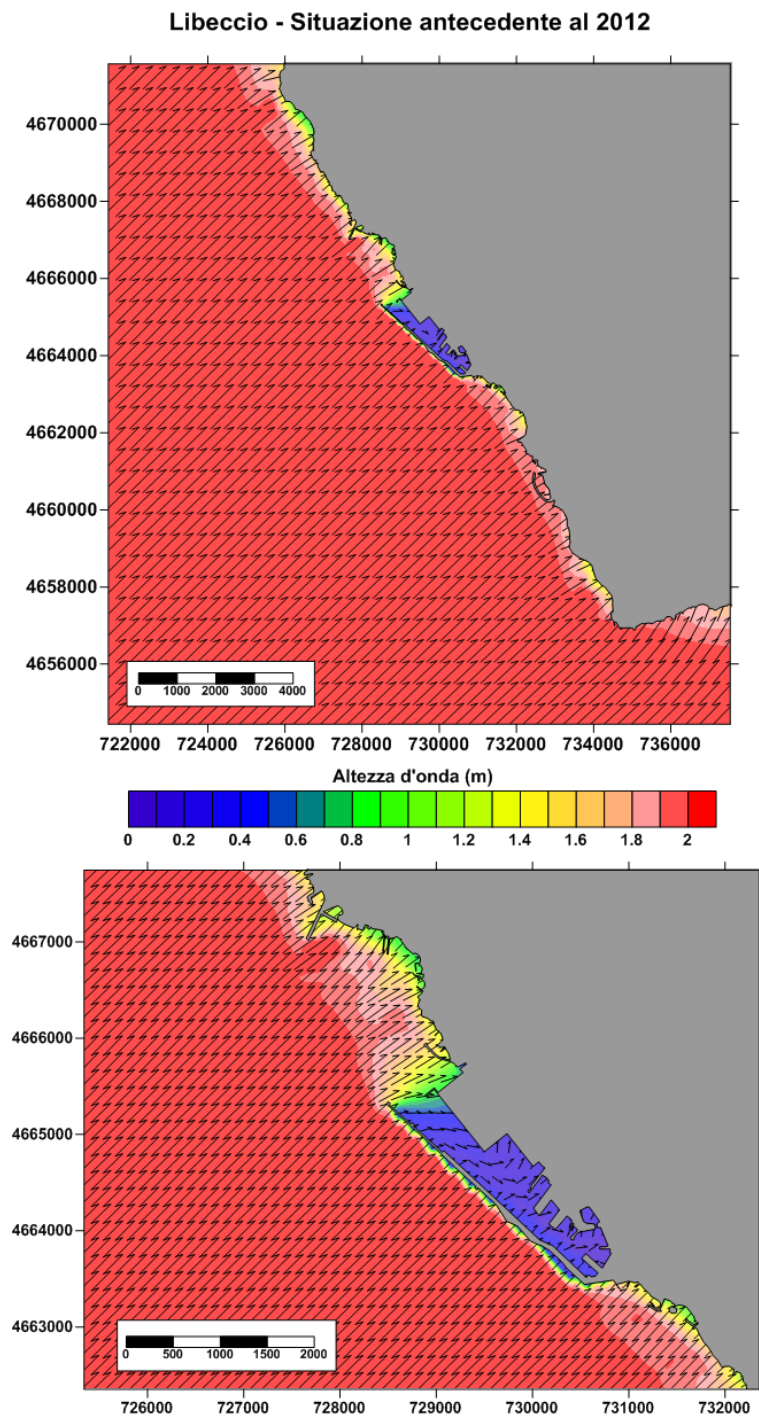 Libeccio - Situazione antecedente al 2012
4670000
4668000
4666000
4664000
4662000
4660000
4658000
4656000
0 1000 2000 3000 4000
722000 724000 726000 728000 730000 732000 734000 736000
Altezza d'onda (m)
0 0.2 0.4 0.6 0.8 1 1.2 1.4 1.6 1.8 2
4667000
4666000
4665000
4664000
4663000
0 500 1000 1500 2000
726000 727000 728000 729000 730000 731000 732000